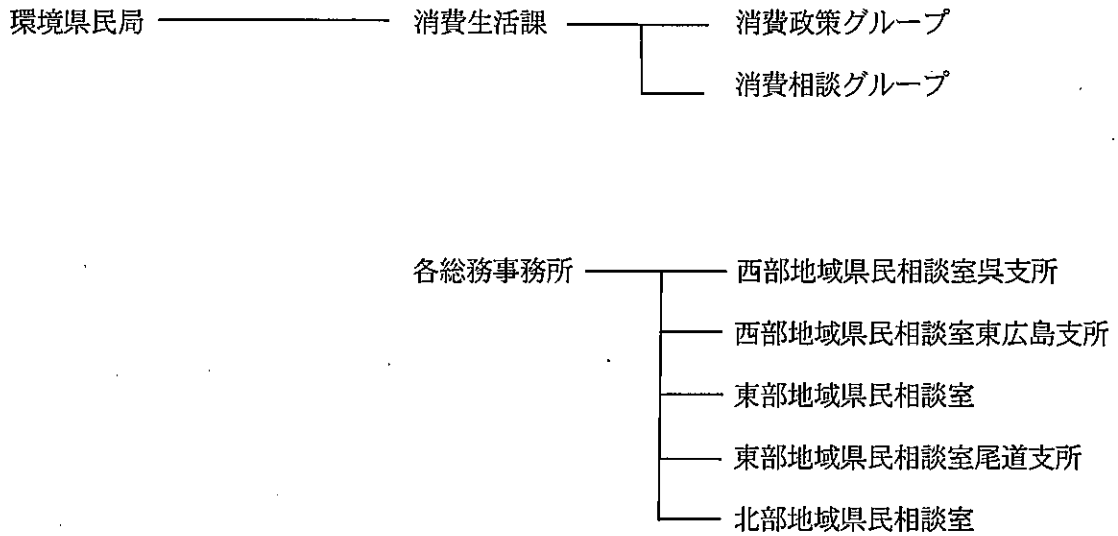 環境県民局 消費生活課 消費政策グループ
消費相談グループ
各総務事務所 西部地域県民相談室呉支所
西部地域県民相談室東広島支所
東部地域県民相談室
東部地域県民相談室尾道支所
北部地域県民相談室